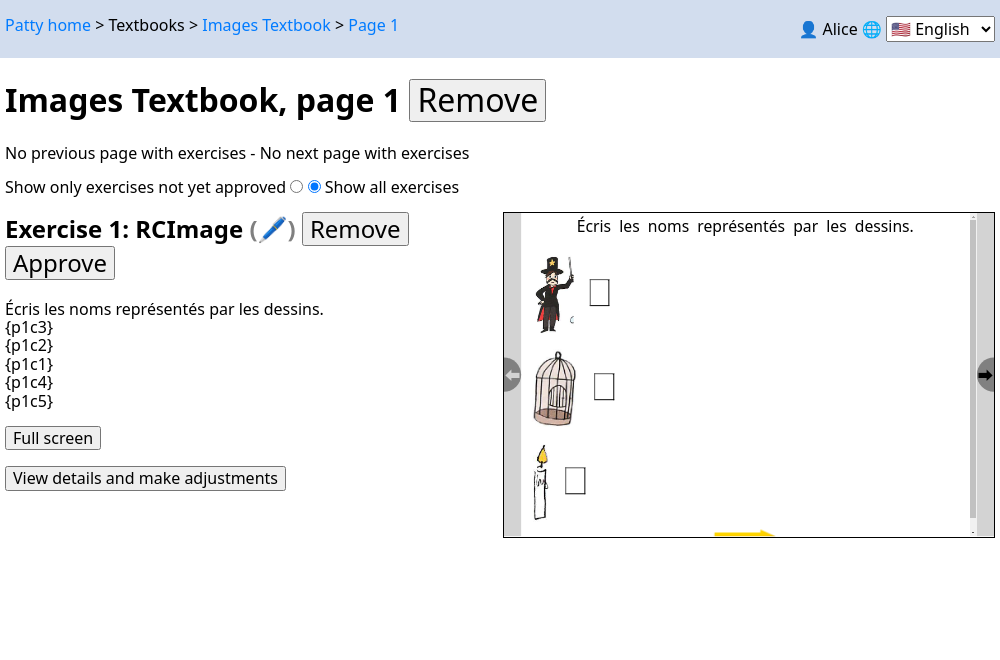 Patty home > Textbooks > Images Textbook > Page 1
👤 Alice 🌐 🇺🇸 English
Images Textbook, page 1 Remove
No previous page with exercises - No next page with exercises
Show only exercises not yet approved Show all exercises
Exercise 1: RCImage (🖊️) Remove
Approve
Écris les noms représentés par les dessins.
{p1c3}
{p1c2}
{p1c1}
{p1c4}
{p1c5}
Full screen
View details and make adjustments
Écris les noms représentés par les dessins.